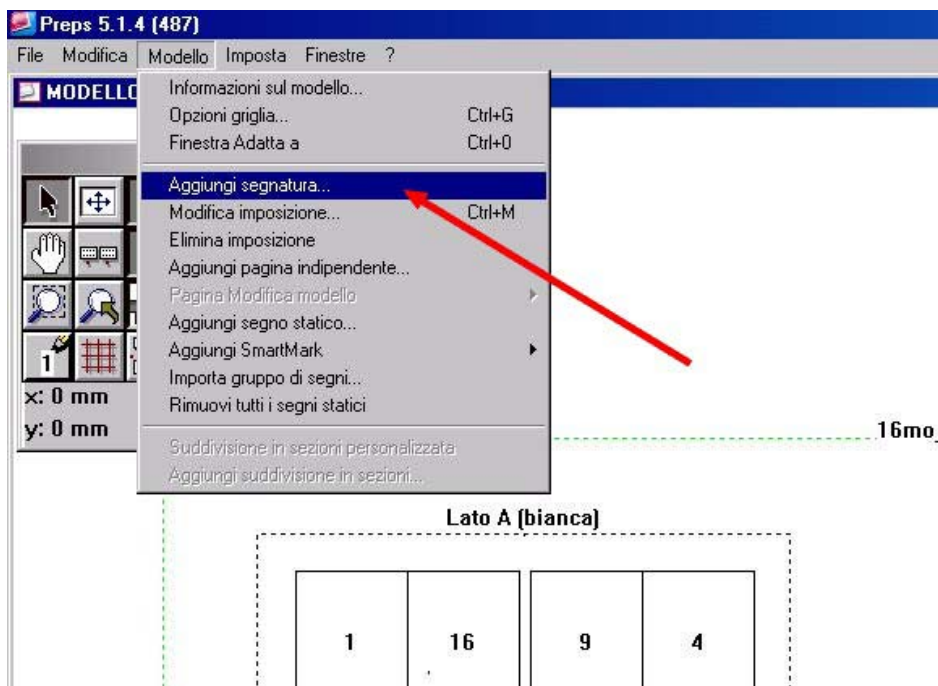 Preps 5.1.4 (487)
File Modifica Modello Imposta Finestre ?
MODELLO
Informazioni sul modello...
Opzioni griglia... Ctrl+G
Finestra Adatta a Ctrl+0
Aggiungi segnatura...
Modifica imposizione... Ctrl+M
Elimina imposizione
Aggiungi pagina indipendente...
Pagina Modifica modello
Aggiungi segno statico...
Aggiungi SmartMark
Importa gruppo di segni...
Rimuovi tutti i segni statici
Suddivisione in sezioni personalizzata
Aggiungi suddivisione in sezioni...
1
x: 0 mm
y: 0 mm
16mo_
Lato A (bianca)
1 16 9 4